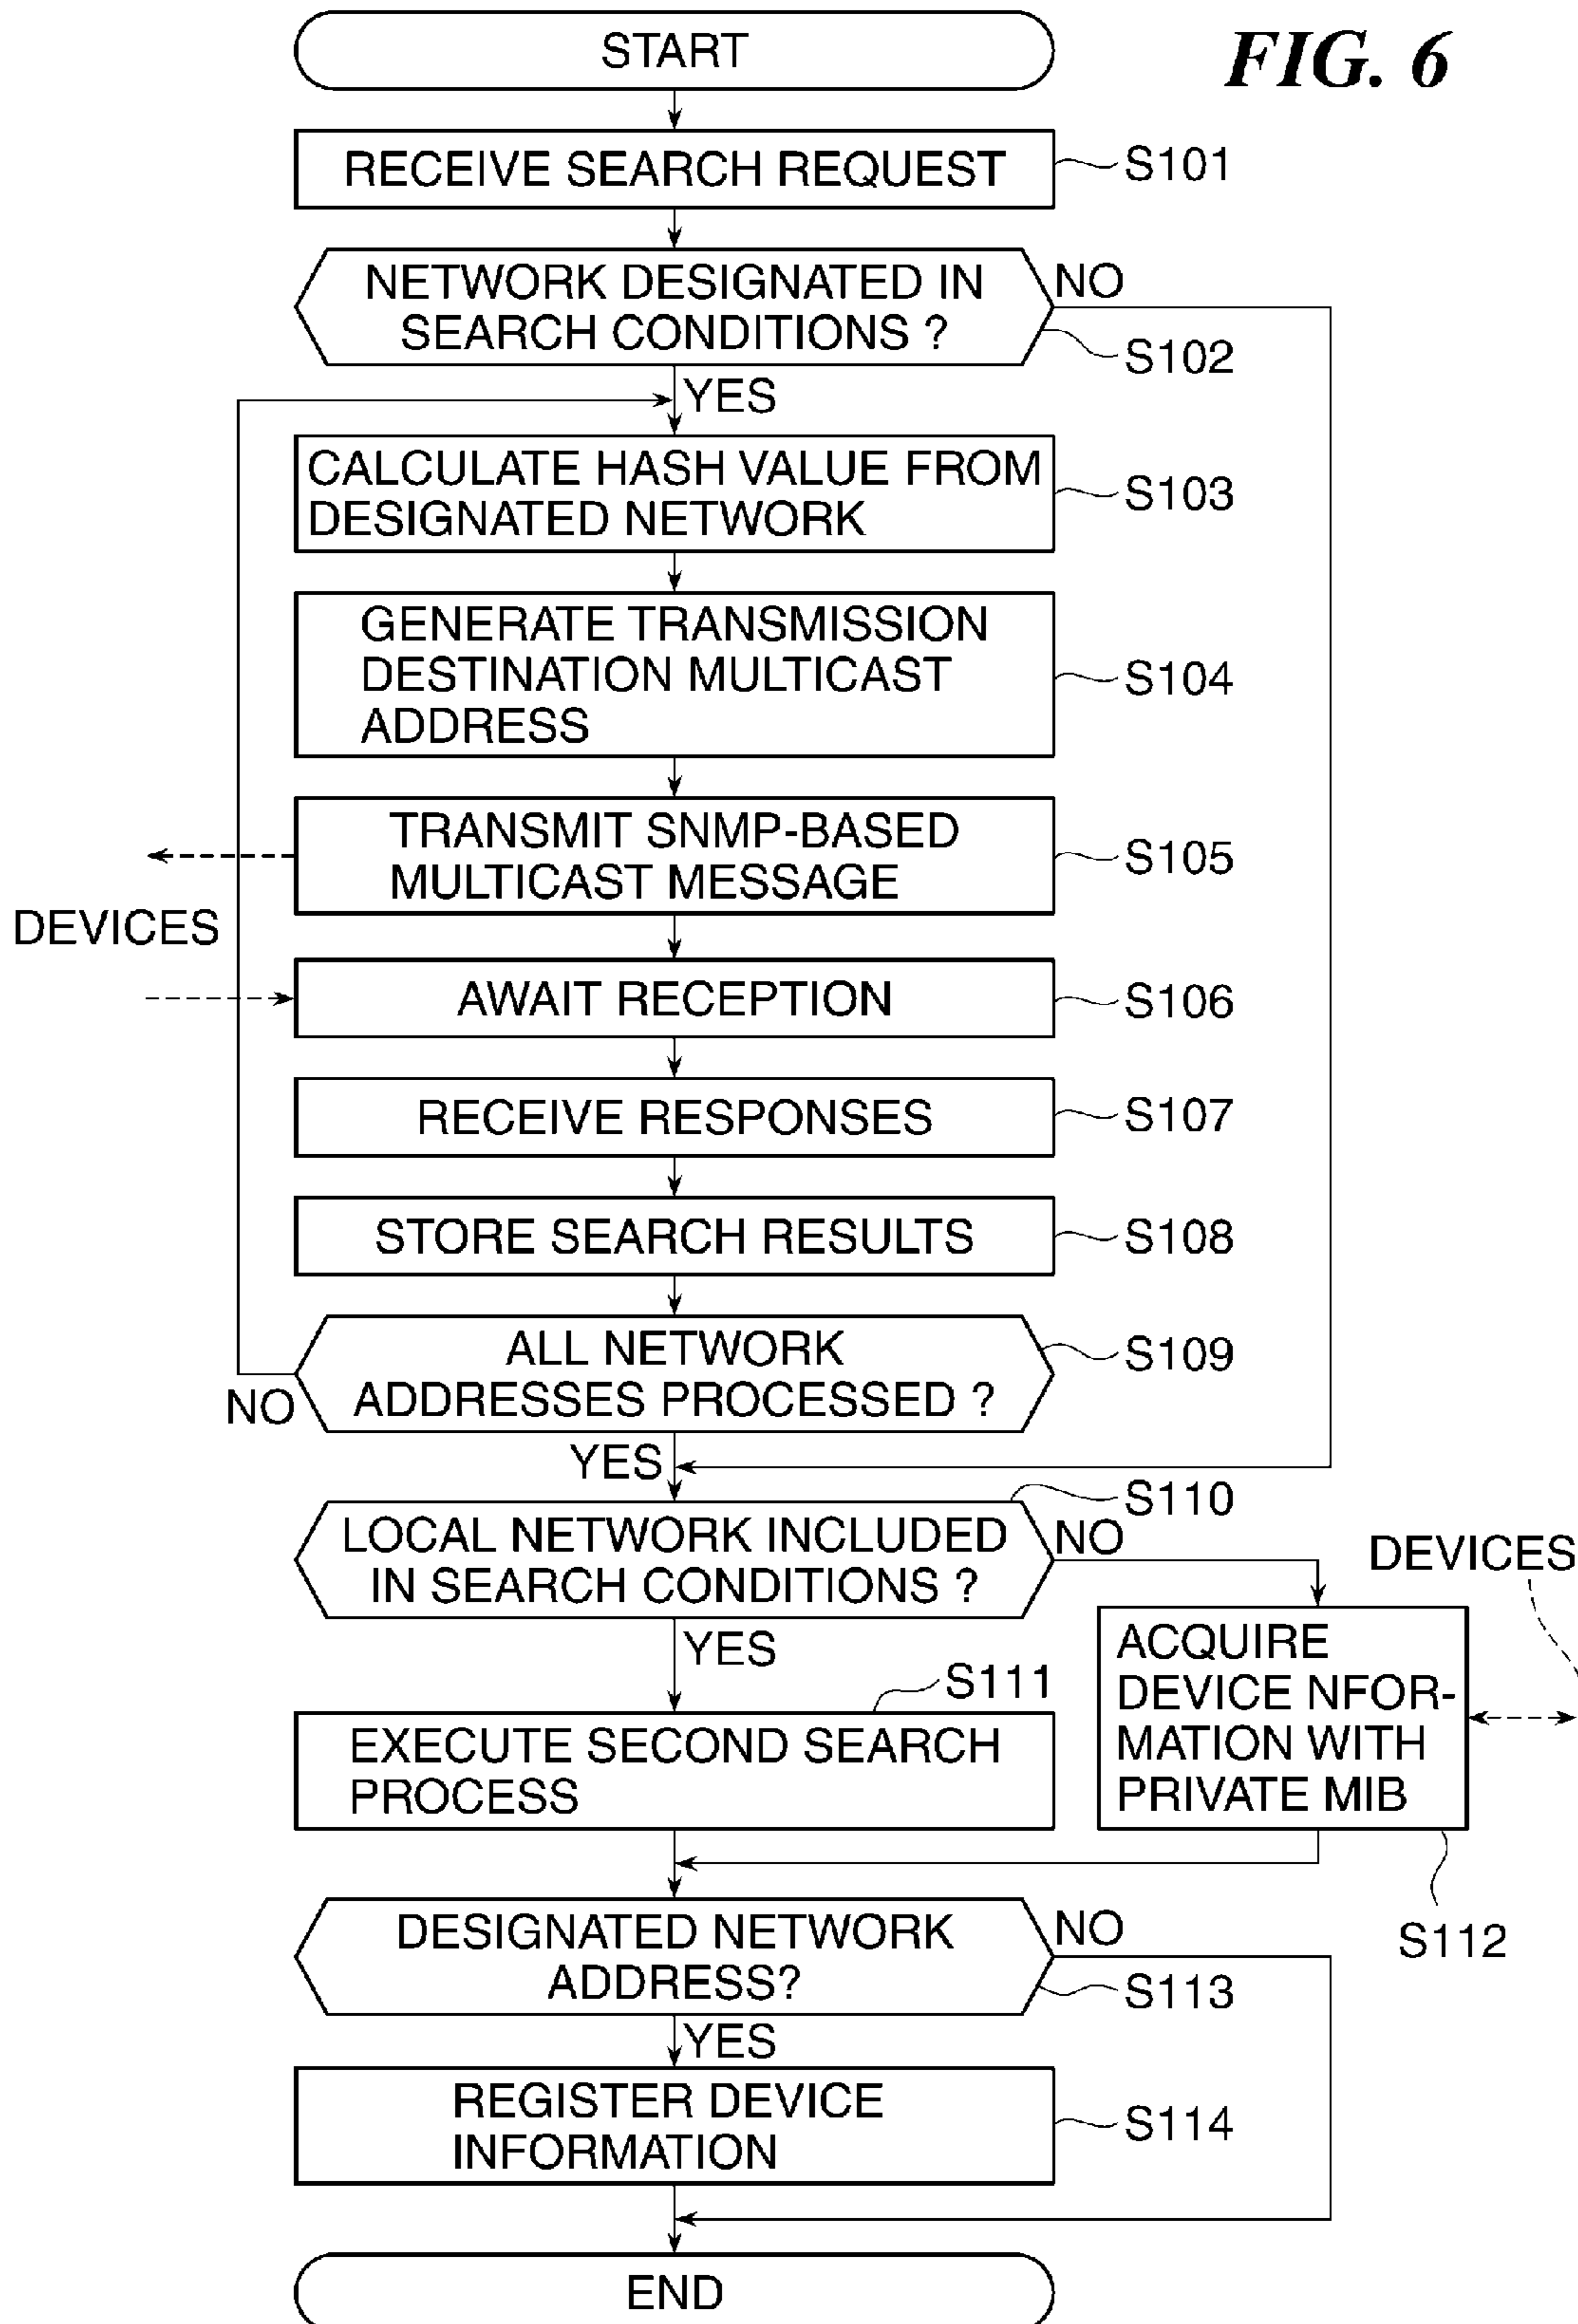 FIG. 6
START
RECEIVE SEARCH REQUEST
S101
NETWORK DESIGNATED IN
SEARCH CONDITIONS ?
NO
S102
YES
CALCULATE HASH VALUE FROM
DESIGNATED NETWORK
S103
GENERATE TRANSMISSION
DESTINATION MULTICAST
ADDRESS
S104
TRANSMIT SNMP-BASED
MULTICAST MESSAGE
S105
DEVICES
AWAIT RECEPTION
S106
RECEIVE RESPONSES
S107
STORE SEARCH RESULTS
S108
ALL NETWORK
ADDRESSES PROCESSED ?
S109
NO
YES
S110
LOCAL NETWORK INCLUDED
IN SEARCH CONDITIONS ?
NO
DEVICES
YES
ACQUIRE
DEVICE NFOR-
MATION WITH
PRIVATE MIB
S111
EXECUTE SECOND SEARCH
PROCESS
S112
DESIGNATED NETWORK
ADDRESS?
NO
S113
YES
REGISTER DEVICE
INFORMATION
S114
END